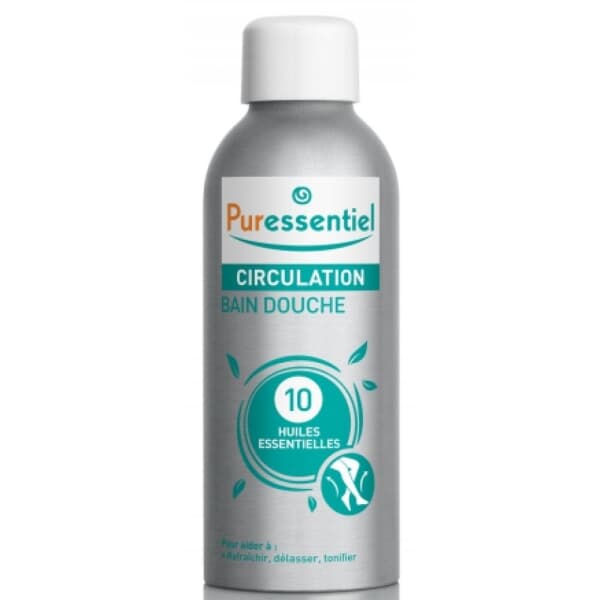 Puressentiel
CIRCULATION
BAIN DOUCHE
10
HUILES
ESSENTIELLES
Pour aider à :
Rafraîchir, délasser, tonifier